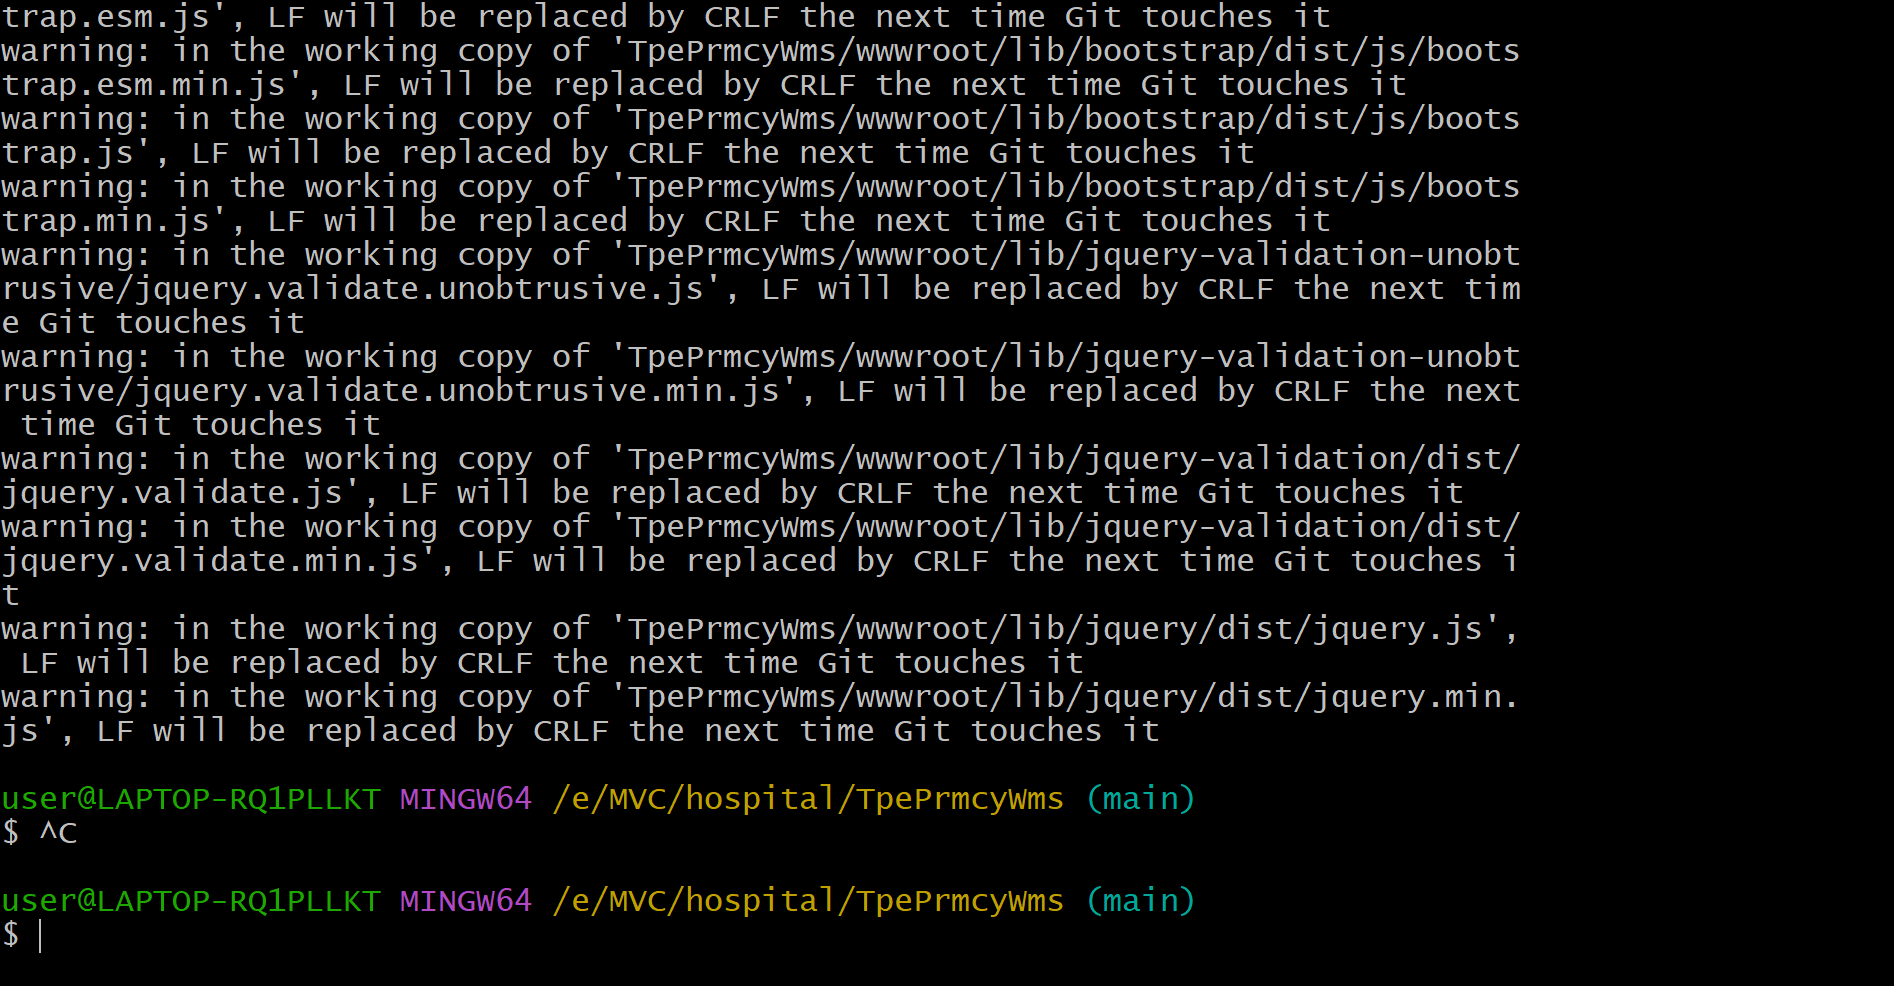 trap.esm.js', LF will be replaced by CRLF the next time Git touches it
warning: in the working copy of 'TpePrmcyWms/wwwroot/lib/bootstrap/dist/js/boots
trap.esm.min.js', LF will be replaced by CRLF the next time Git touches it
warning: in the working copy of 'TpePrmcyWms/wwwroot/lib/bootstrap/dist/js/boots
trap.js', LF will be replaced by CRLF the next time Git touches it
warning: in the working copy of 'TpePrmcyWms/wwwroot/lib/bootstrap/dist/js/boots
trap.min.js', LF will be replaced by CRLF the next time Git touches it
warning: in the working copy of 'TpePrmcyWms/wwwroot/lib/jquery-validation-unobt
rusive/jquery.validate.unobtrusive.js', LF will be replaced by CRLF the next tim
e Git touches it
warning: in the working copy of 'TpePrmcyWms/wwwroot/lib/jquery-validation-unobt
rusive/jquery.validate.unobtrusive.min.js', LF will be replaced by CRLF the next
 time Git touches it
warning: in the working copy of 'TpePrmcyWms/wwwroot/lib/jquery-validation/dist/
jquery.validate.js', LF will be replaced by CRLF the next time Git touches it
warning: in the working copy of 'TpePrmcyWms/wwwroot/lib/jquery-validation/dist/
jquery.validate.min.js', LF will be replaced by CRLF the next time Git touches i
t
warning: in the working copy of 'TpePrmcyWms/wwwroot/lib/jquery/dist/jquery.js',
 LF will be replaced by CRLF the next time Git touches it
warning: in the working copy of 'TpePrmcyWms/wwwroot/lib/jquery/dist/jquery.min.
js', LF will be replaced by CRLF the next time Git touches it
user@LAPTOP-RQ1PLLKT MINGW64 /e/MVC/hospital/TpePrmcyWms (main)
$ ^C
user@LAPTOP-RQ1PLLKT MINGW64 /e/MVC/hospital/TpePrmcyWms (main)
$